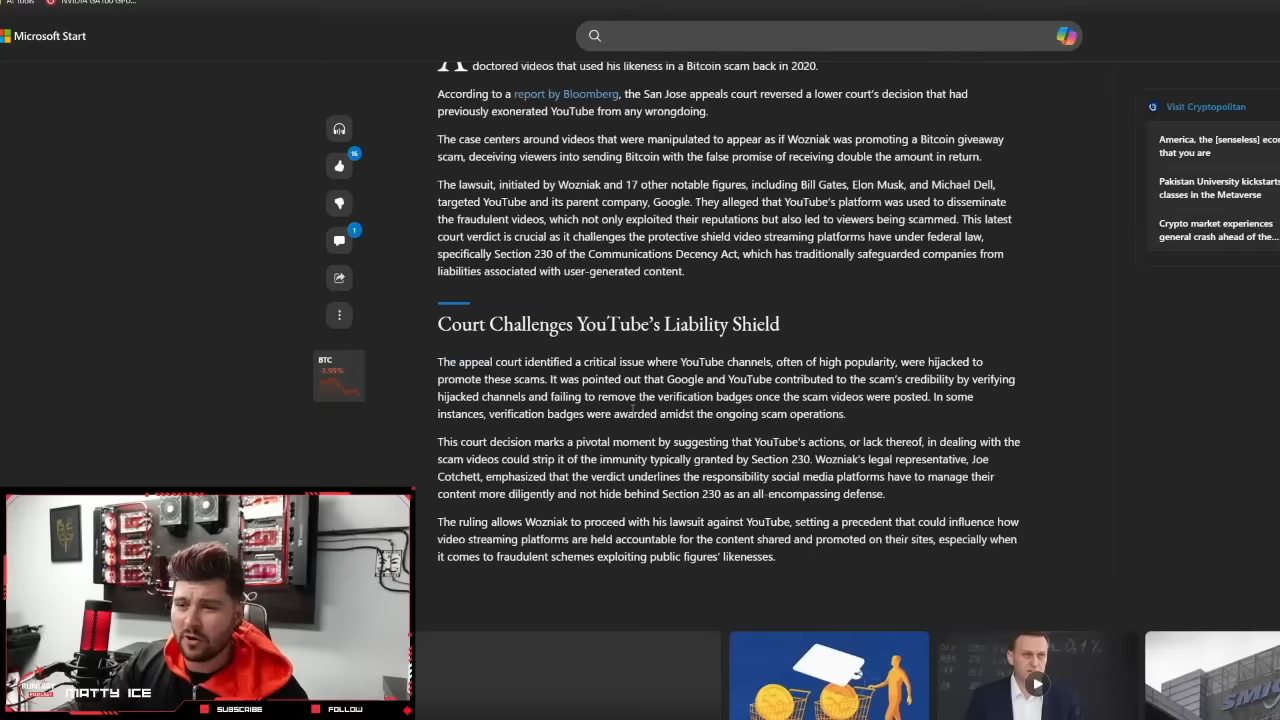 Microsoft Start
doctored videos that used his likeness in a Bitcoin scam back in 2020.
According to a report by Bloomberg, the San Jose appeals court reversed a lower court's decision that had
previously exonerated YouTube from any wrongdoing.
The case centers around videos that were manipulated to appear as if Wozniak was promoting a Bitcoin giveaway
scam, deceiving viewers into sending Bitcoin with the false promise of receiving double the amount in return.
The lawsuit, initiated by Wozniak and 17 other notable figures, including Bill Gates, Elon Musk, and Michael Dell,
targeted YouTube and its parent company, Google. They alleged that YouTube's platform was used to disseminate
the fraudulent videos, which not only exploited their reputations but also led to viewers being scammed. This latest
court verdict is crucial as it challenges the protective shield video streaming platforms have under federal law,
specifically Section 230 of the Communications Decency Act, which has traditionally safeguarded companies from
liabilities associated with user-generated content.
Court Challenges YouTube's Liability Shield
The appeal court identified a critical issue where YouTube channels, often of high popularity, were hijacked to
promote these scams. It was pointed out that Google and YouTube contributed to the scam's credibility by verifying
hijacked channels and failing to remove the verification badges once the scam videos were posted. In some
instances, verification badges were awarded amidst the ongoing scam operations.
This court decision marks a pivotal moment by suggesting that YouTube's actions, or lack thereof, in dealing with the
scam videos could strip it of the immunity typically granted by Section 230. Wozniak's legal representative, Joe
Cotchett, emphasized that the verdict underlines the responsibility social media platforms have to manage their
content more diligently and not hide behind Section 230 as an all-encompassing defense.
The ruling allows Wozniak to proceed with his lawsuit against YouTube, setting a precedent that could influence how
video streaming platforms are held accountable for the content shared and promoted on their sites, especially when
it comes to fraudulent schemes exploiting public figures' likenesses.
16
1
BTC
-3.95%
Visit Cryptopolitan
America, the [senseless] eco
that you are
Pakistan University kickstarts
classes in the Metaverse
Crypto market experiences
general crash ahead of the...
PODCAST
MATTY ICE
SUBSCRIBE
FOLLOW